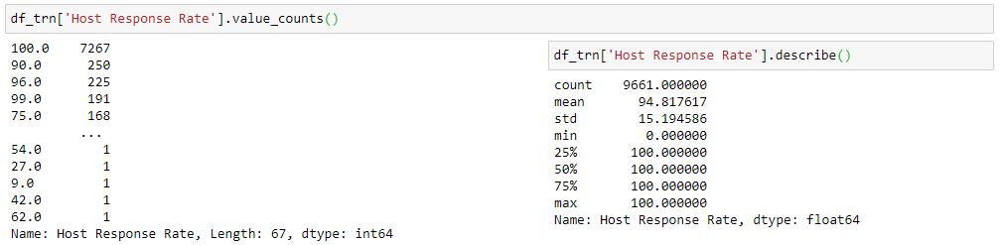 df_trn['Host Response Rate'].value_counts()
100.0    7267
90.0      250
96.0      225
99.0      191
75.0      168
         ...
54.0        1
27.0        1
9.0         1
42.0        1
62.0        1
Name: Host Response Rate, Length: 67, dtype: int64
df_trn['Host Response Rate'].describe()
count    9661.000000
mean       94.817617
std        15.194586
min         0.000000
25%       100.000000
50%       100.000000
75%       100.000000
max       100.000000
Name: Host Response Rate, dtype: float64